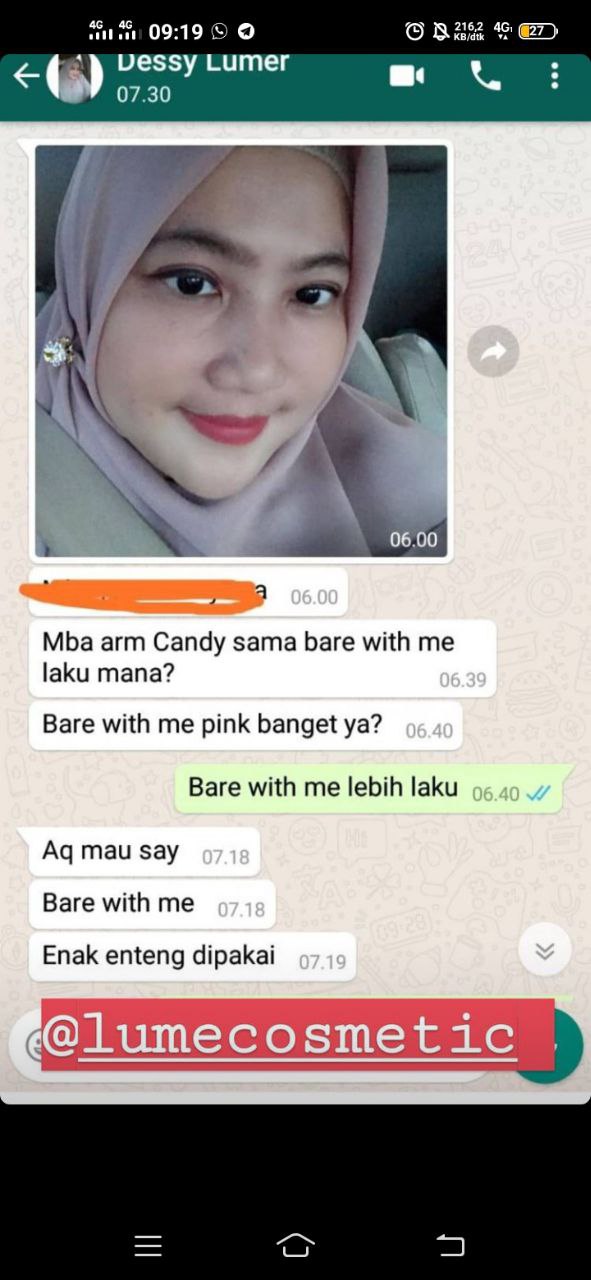 4G 4G 09:19 216,2 4G 27
KB/dtk
Dessy Lumer
07.30
06.00
a 06.00
Mba arm Candy sama bare with me
laku mana? 06.39
Bare with me pink banget ya? 06.40
Bare with me lebih laku 06.40
Aq mau say 07.18
Bare with me 07.18
Enak enteng dipakai 07.19
@lumecosmetic